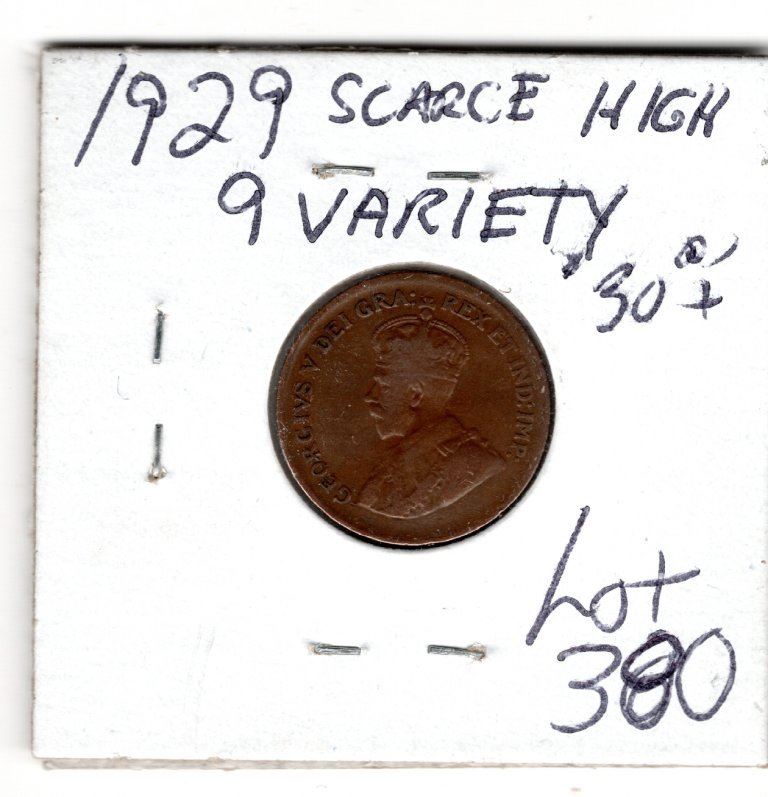 1929 SCARCE HIGH
9 VARIETY
30
GEORGIVS V DEI GRA: REX ET IND: IMP:
Lot
380